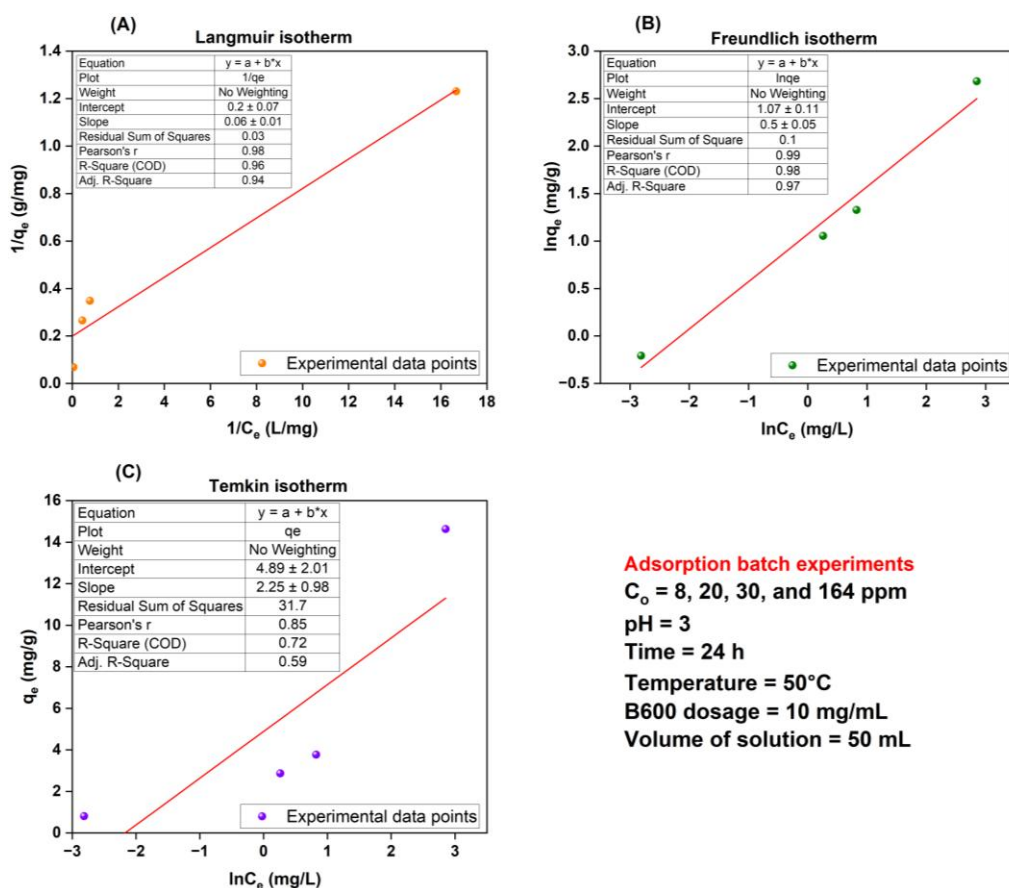 (A)
Langmuir isotherm
Equation y = a + b*x
Plot 1/qe
Weight No Weighting
Intercept 0.2 ± 0.07
Slope 0.06 ± 0.01
Residual Sum of Squares 0.03
Pearson's r 0.98
R-Square (COD) 0.96
Adj. R-Square 0.94
1.4
1.2
1.0
0.8
0.6
0.4
0.2
0.0
1/qe (g/mg)
Experimental data points
0 2 4 6 8 10 12 14 16 18
1/Ce (L/mg)
(B)
Freundlich isotherm
Equation y = a + b*x
Plot lnqe
Weight No Weighting
Intercept 1.07 ± 0.11
Slope 0.5 ± 0.05
Residual Sum of Square 0.1
Pearson's r 0.99
R-Square (COD) 0.98
Adj. R-Square 0.97
3.0
2.5
2.0
1.5
1.0
0.5
0.0
−0.5
lnqe (mg/g)
Experimental data points
−3 −2 −1 0 1 2 3
lnCe (mg/L)
(C)
Temkin isotherm
Equation y = a + b*x
Plot qe
Weight No Weighting
Intercept 4.89 ± 2.01
Slope 2.25 ± 0.98
Residual Sum of Squares 31.7
Pearson's r 0.85
R-Square (COD) 0.72
Adj. R-Square 0.59
16
14
12
10
8
6
4
2
0
qe (mg/g)
Experimental data points
−3 −2 −1 0 1 2 3
lnCe (mg/L)
Adsorption batch experiments
Co = 8, 20, 30, and 164 ppm
pH = 3
Time = 24 h
Temperature = 50°C
B600 dosage = 10 mg/mL
Volume of solution = 50 mL